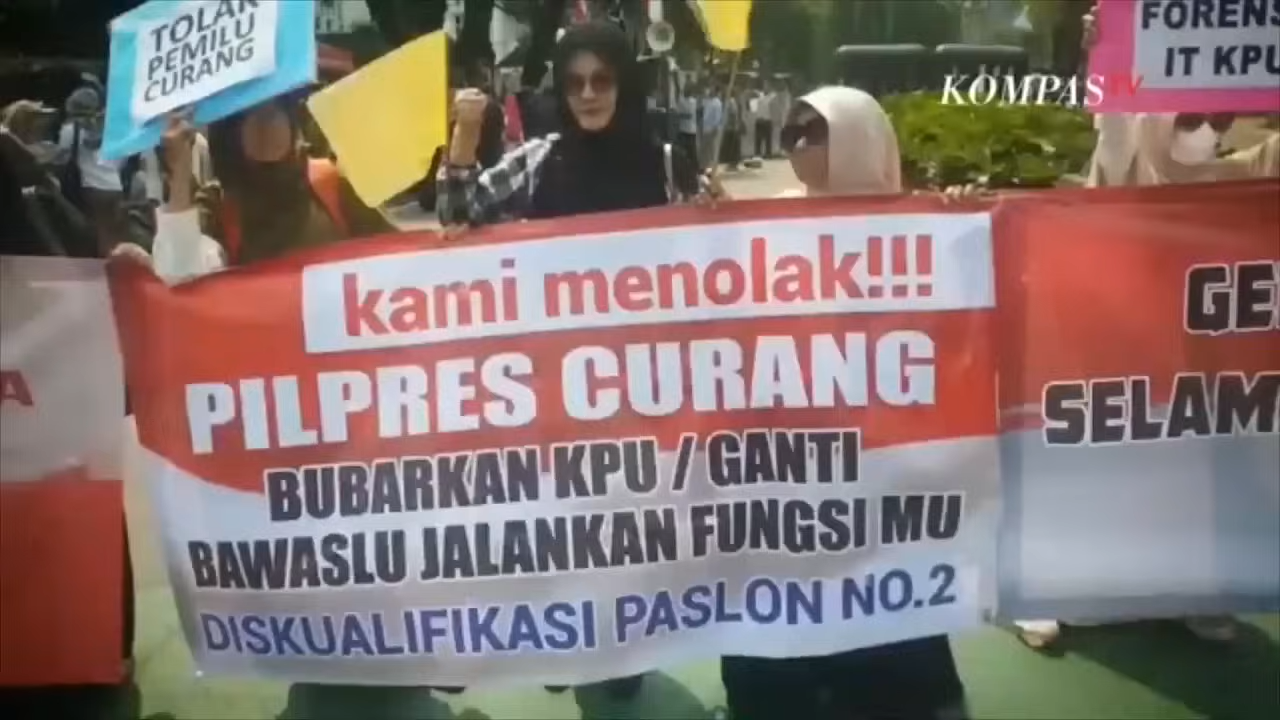 TOLAK
PEMILU
CURANG
KOMPAS TV
FORENS
IT KPU
kami menolak!!!
PILPRES CURANG
BUBARKAN KPU / GANTI
BAWASLU JALANKAN FUNGSI MU
DISKUALIFIKASI PASLON NO.2
A
GE
SELAM